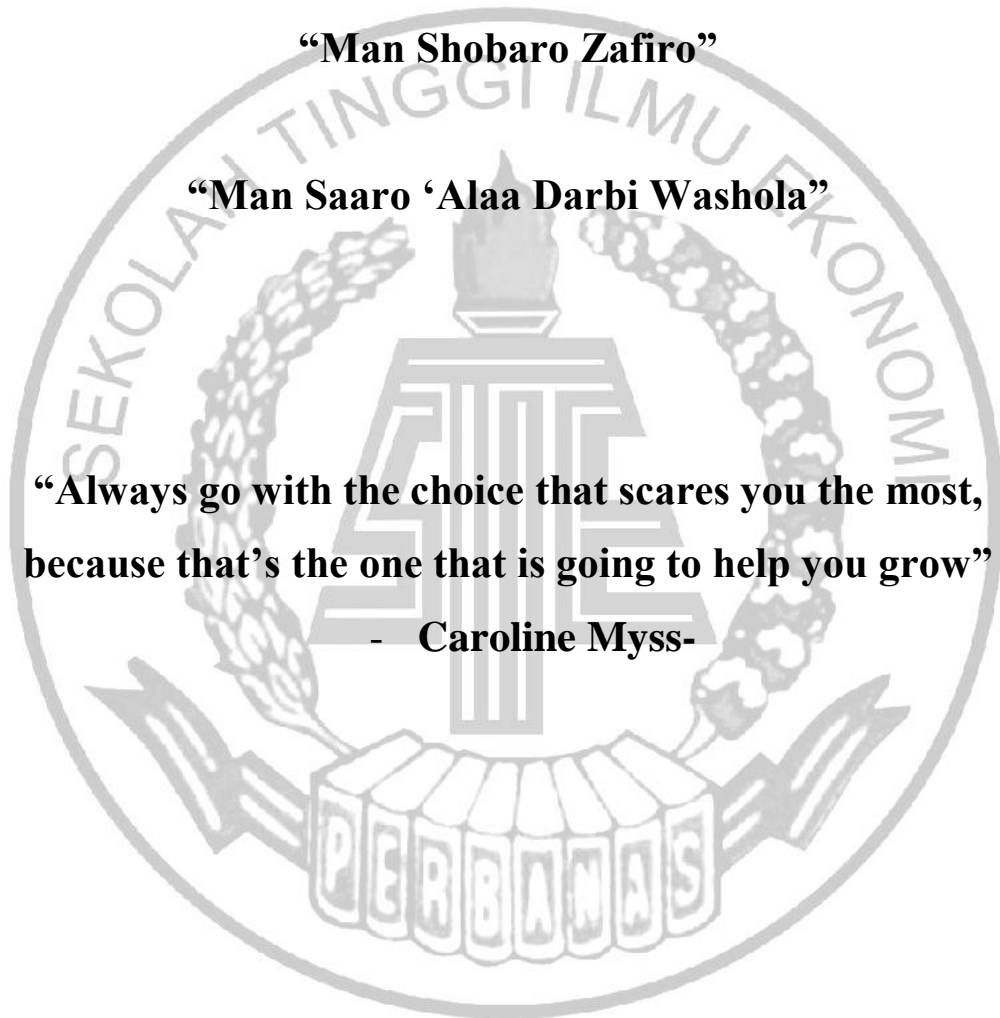 “Man Shobaro Zafiro”
SEKOLAH TINGGI ILMU EKONOMI
“Man Saaro ‘Alaa Darbi Washola”
“Always go with the choice that scares you the most,
because that’s the one that is going to help you grow”
- Caroline Myss-
PERBANAS